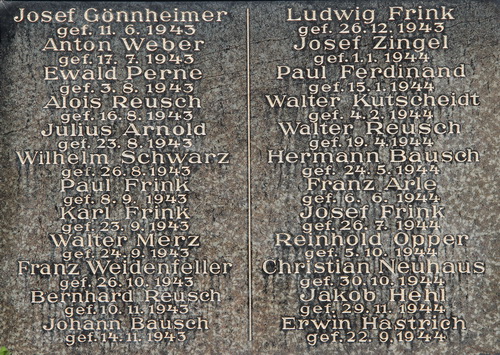 Josef Gönnheimer
gef. 11. 6. 1943
Anton Weber
gef. 17. 7. 1943
Ewald Perne
gef. 3. 8. 1943
Alois Reusch
gef. 16. 8. 1943
Julius Arnold
gef. 23. 8. 1943
Wilhelm Schwarz
gef. 26. 8. 1943
Paul Frink
gef. 8. 9. 1943
Karl Frink
gef. 23. 9. 1943
Walter Merz
gef. 24. 9. 1943
Franz Weidenfeller
gef. 26. 10. 1943
Bernhard Reusch
gef. 10. 11. 1943
Johann Bausch
gef. 14. 11. 1943
Ludwig Frink
gef. 26. 12. 1943
Josef Zingel
gef. 1. 1. 1944
Paul Ferdinand
gef. 15. 1. 1944
Walter Kutscheidt
gef. 4. 2. 1944
Walter Reusch
gef. 19. 4. 1944
Hermann Bausch
gef. 24. 5. 1944
Franz Arle
gef. 6. 6. 1944
Josef Frink
gef. 26. 7. 1944
Reinhold Opper
gef. 5. 10. 1944
Christian Neuhaus
gef. 30. 10. 1944
Jakob Hehl
gef. 29. 11. 1944
Erwin Hastrich
gef. 22. 9. 1944